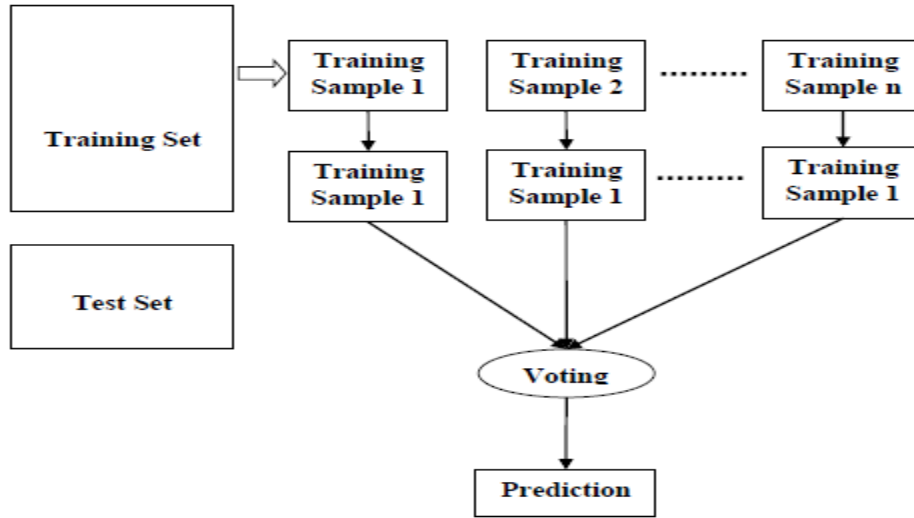 Training Set
Training
Sample 1
Training
Sample 2
Training
Sample n
Training
Sample 1
Training
Sample 1
Training
Sample 1
Test Set
Voting
Prediction